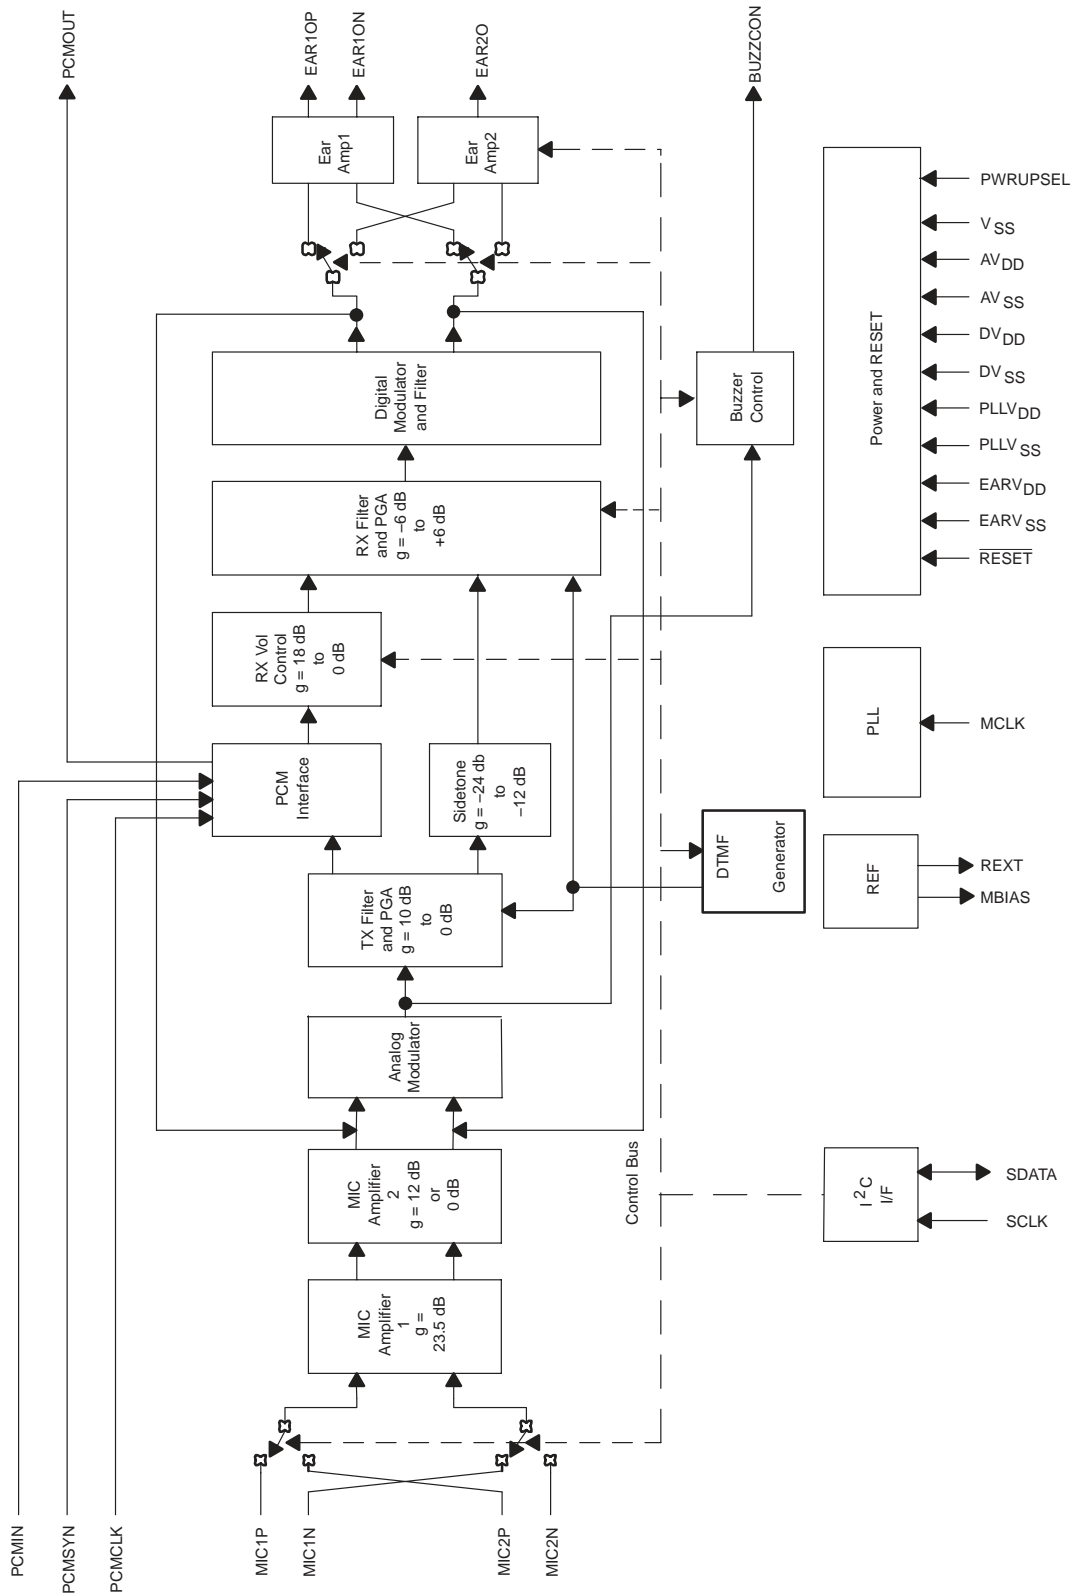 PCMOUT
EAR1OP
EAR1ON
EAR2O
BUZZCON
Ear
Amp1
Ear
Amp2
Digital
Modulator
and Filter
Buzzer
Control
RX Filter
and PGA
g = –6 dB
to
+6 dB
RX Vol
Control
g = 18 dB
to
0 dB
PCM
Interface
Sidetone
g = –24 db
to
–12 dB
TX Filter
and PGA
g = 10 dB
to
0 dB
DTMF
Generator
Analog
Modulator
MIC
Amplifier
2
g = 12 dB
or
0 dB
MIC
Amplifier
1
g =
23.5 dB
Control Bus
PCMIN
PCMSYN
PCMCLK
MIC1P
MIC1N
MIC2P
MIC2N
Power and RESET
PWRUPSEL
VSS
AVDD
AVSS
DVDD
DVSS
PLLVDD
PLLVSS
EARVDD
EARVSS
RESET
PLL
MCLK
REF
REXT
MBIAS
I2C
I/F
SDATA
SCLK